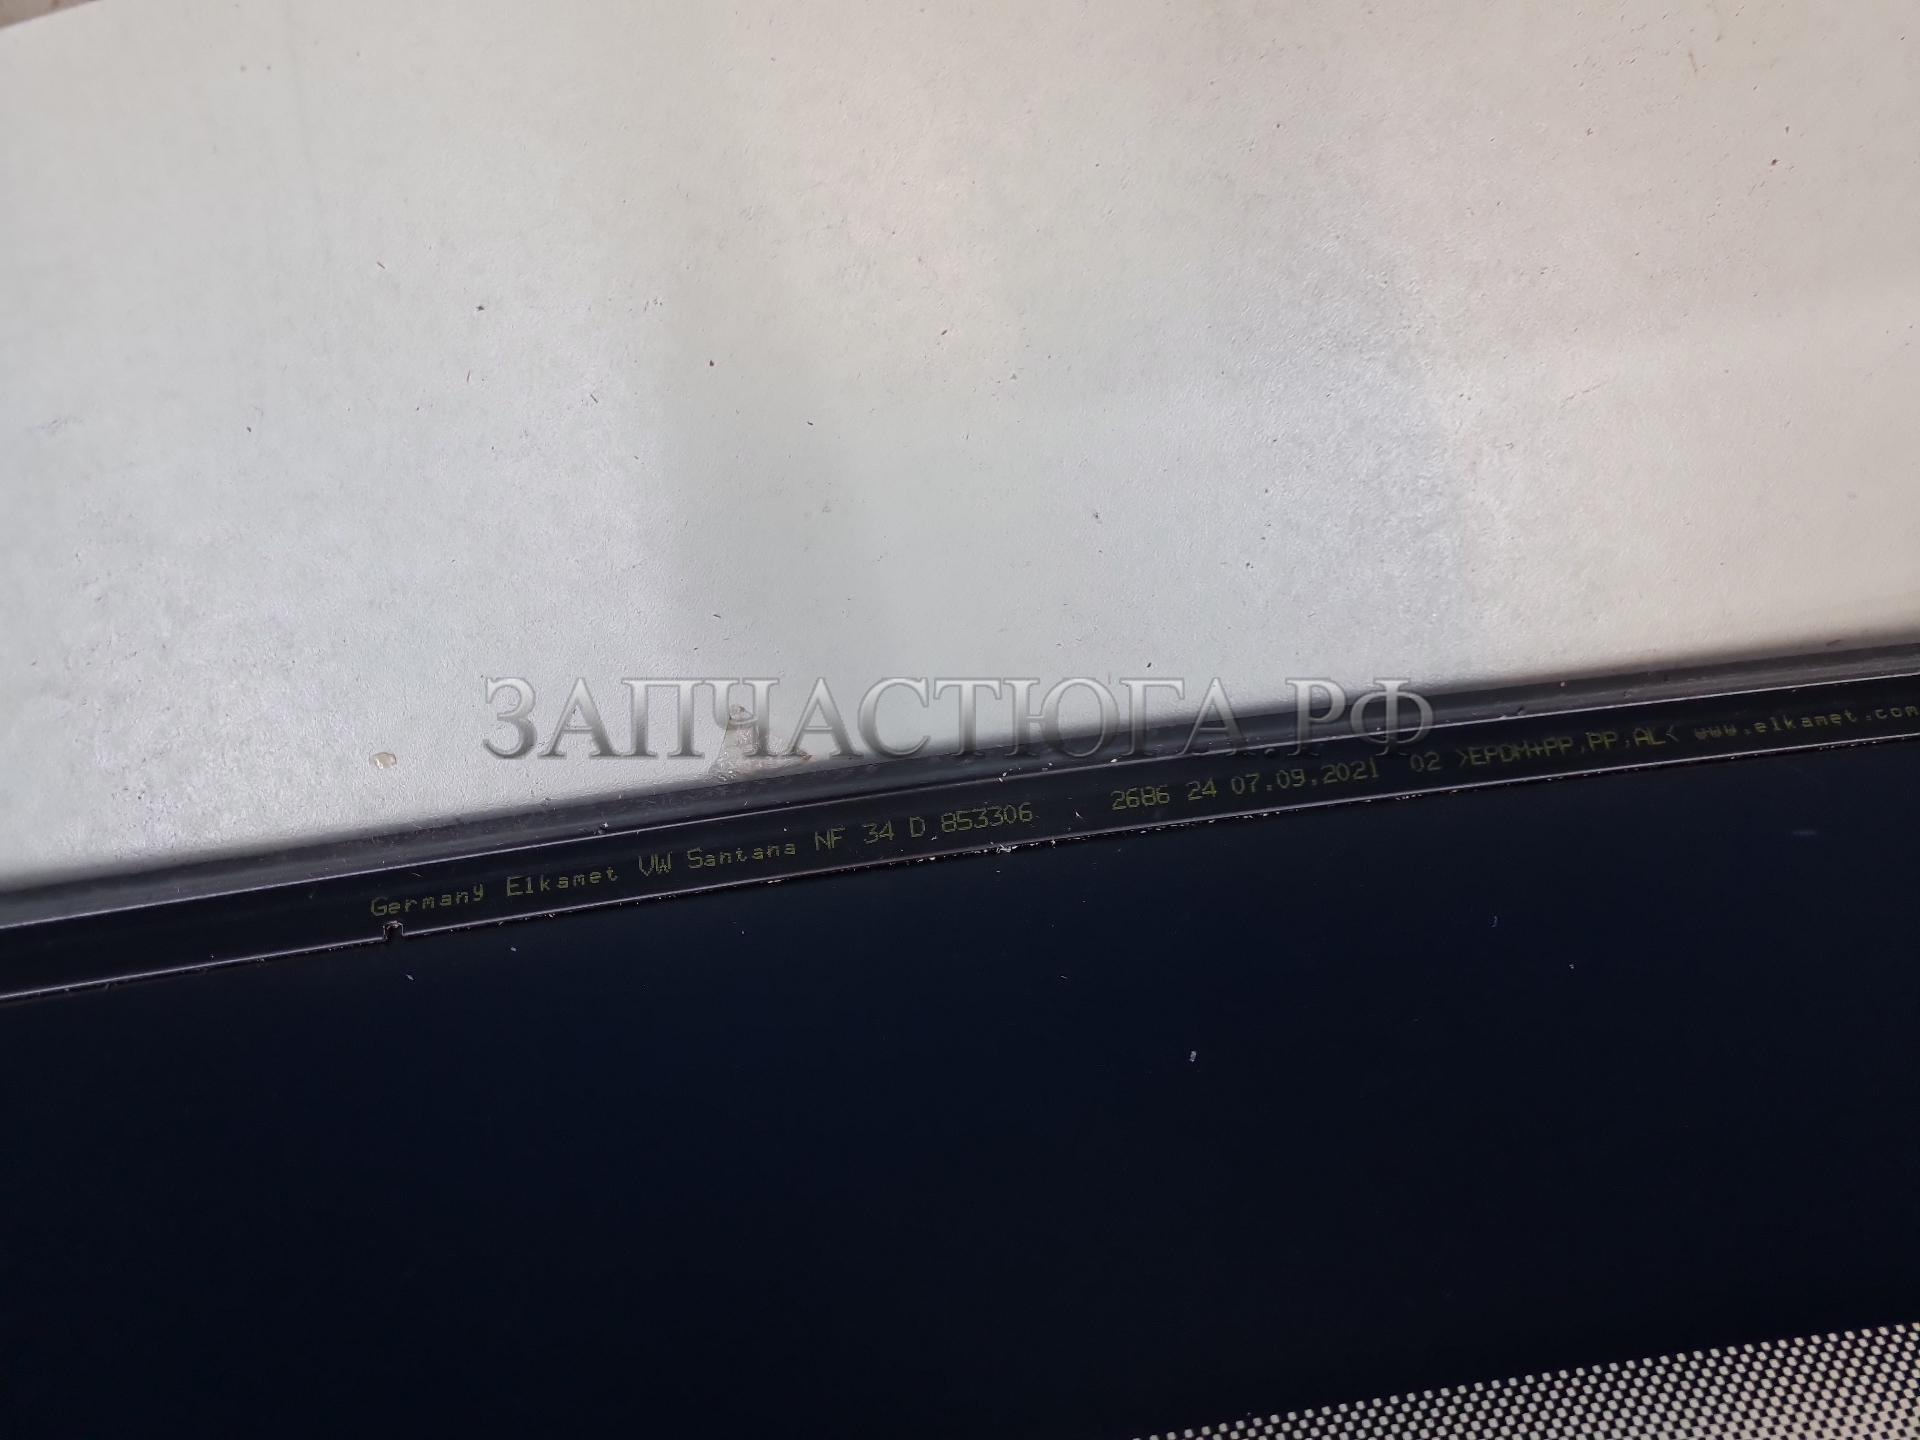 ЗАПЧАСТЮГА.РФ
Germany Elkamet VW Santana NF 34 D 853306 2686 24 07.09.2021 02 >EPDM+PP,PP,AL< www.elkamet.com